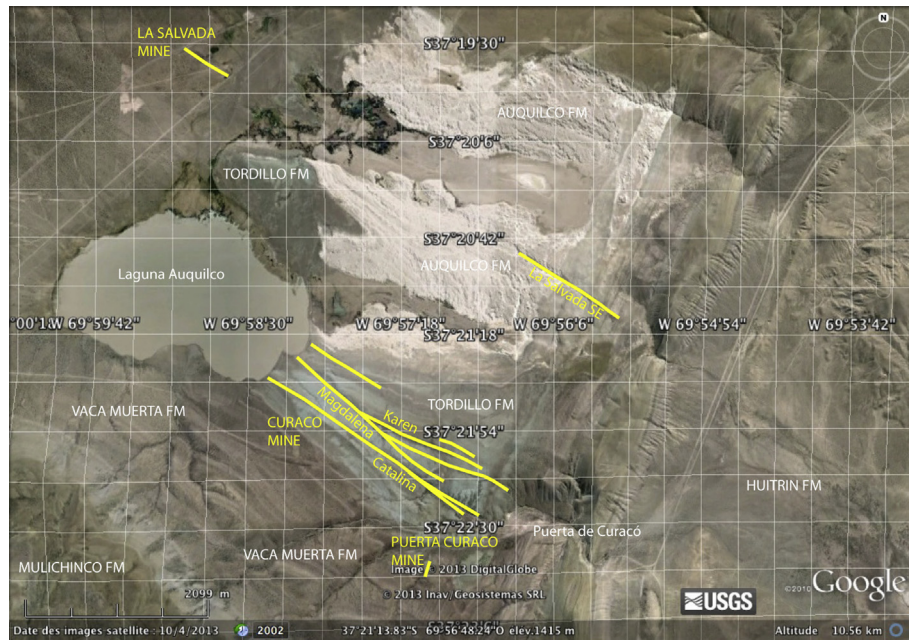 N
LA SALVADA
MINE
S37°19'30"
AUQUILCO FM
S37°20'6"
TORDILLO FM
S37°20'42"
AUQUILCO FM
Laguna Auquilco
La Salvada SE
°00'18"
W 69°59'42"
W 69°58'30"
W 69°57'18"
W 69°56'6"
W 69°54'54"
W 69°53'42"
S37°21'18"
Magdalena
Karen
TORDILLO FM
VACA MUERTA FM
CURACO
MINE
S37°21'54"
Catalina
HUITRIN FM
S37°22'30"
Puerta de Curacó
PUERTA CURACO
MINE
VACA MUERTA FM
MULICHINCO FM
Image © 2013 DigitalGlobe
©2010 Google
2099 m
© 2013 Inav/Geosistemas SRL
USGS
Date des images satellite : 10/4/2013
2002
37°21'13.83"S 69°56'48.24"O elev. 1415 m
Altitude 10.56 km